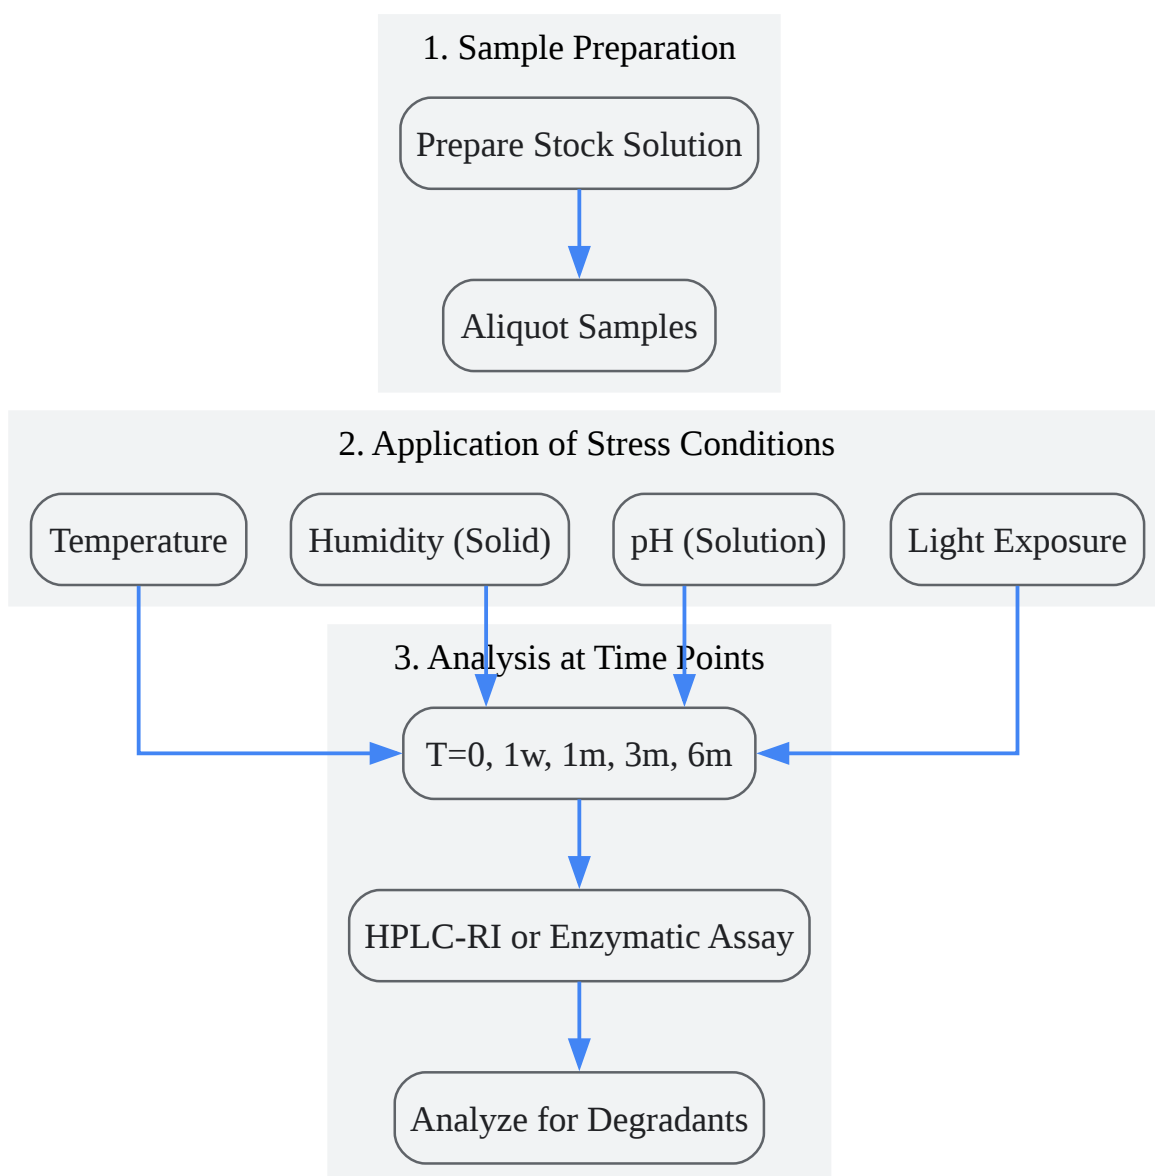 1. Sample Preparation
Prepare Stock Solution
Aliquot Samples
2. Application of Stress Conditions
Temperature
Humidity (Solid)
pH (Solution)
Light Exposure
3. Analysis at Time Points
T=0, 1w, 1m, 3m, 6m
HPLC-RI or Enzymatic Assay
Analyze for Degradants